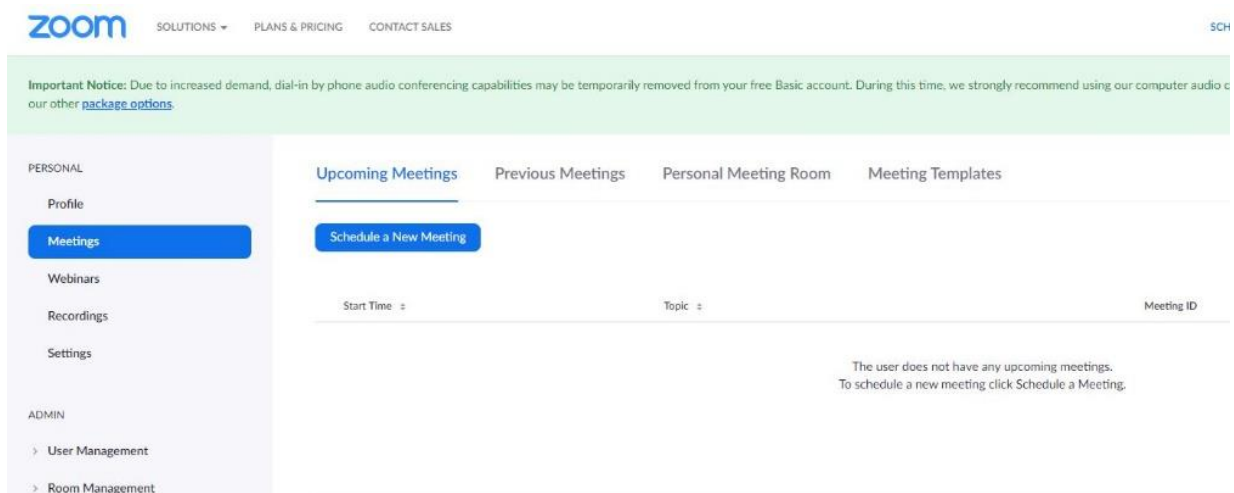 zoom SOLUTIONS PLANS & PRICING CONTACT SALES SCH
Important Notice: Due to increased demand, dial-in by phone audio conferencing capabilities may be temporarily removed from your free Basic account. During this time, we strongly recommend using our computer audio c
our other package options.
PERSONAL
Profile
Meetings
Webinars
Recordings
Settings
ADMIN
User Management
Room Management
Upcoming Meetings Previous Meetings Personal Meeting Room Meeting Templates
Schedule a New Meeting
Start Time Topic Meeting ID
The user does not have any upcoming meetings.
To schedule a new meeting click Schedule a Meeting.